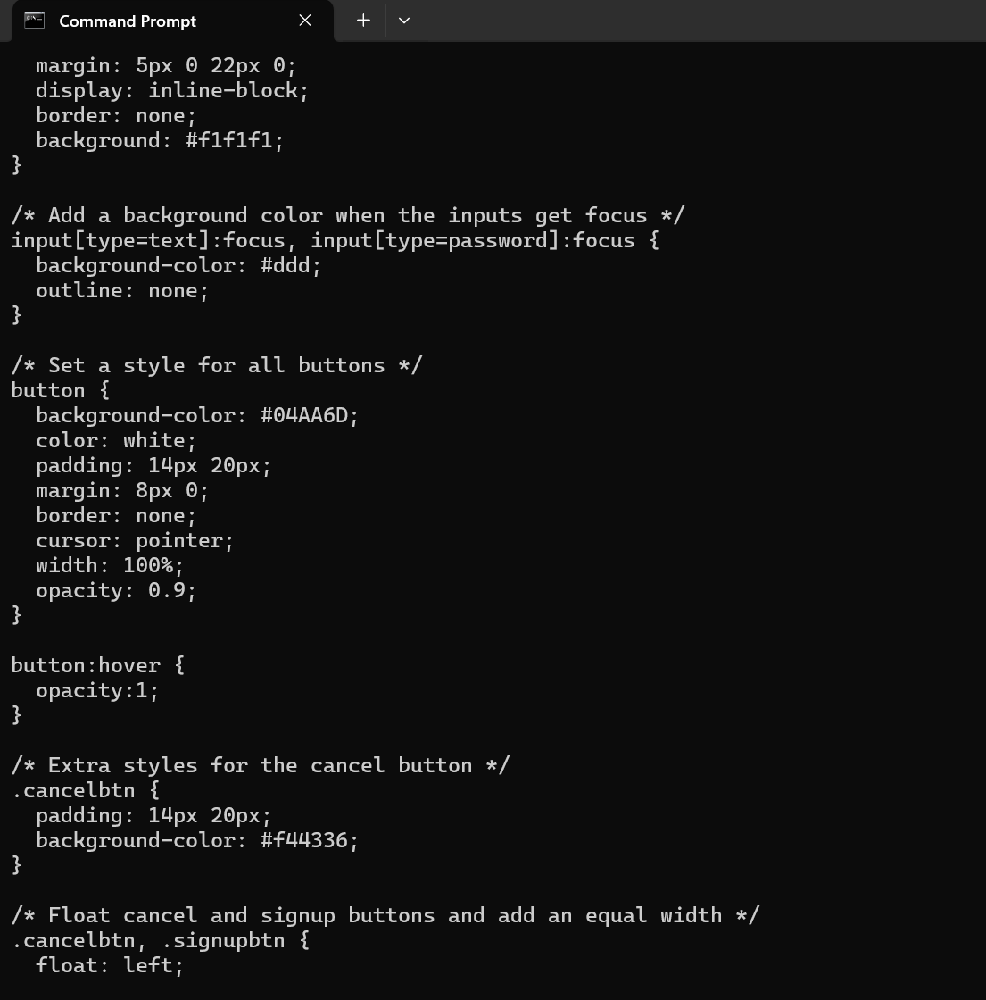 Command Prompt
  margin: 5px 0 22px 0;
  display: inline-block;
  border: none;
  background: #f1f1f1;
}

/* Add a background color when the inputs get focus */
input[type=text]:focus, input[type=password]:focus {
  background-color: #ddd;
  outline: none;
}

/* Set a style for all buttons */
button {
  background-color: #04AA6D;
  color: white;
  padding: 14px 20px;
  margin: 8px 0;
  border: none;
  cursor: pointer;
  width: 100%;
  opacity: 0.9;
}

button:hover {
  opacity:1;
}

/* Extra styles for the cancel button */
.cancelbtn {
  padding: 14px 20px;
  background-color: #f44336;
}

/* Float cancel and signup buttons and add an equal width */
.cancelbtn, .signupbtn {
  float: left;